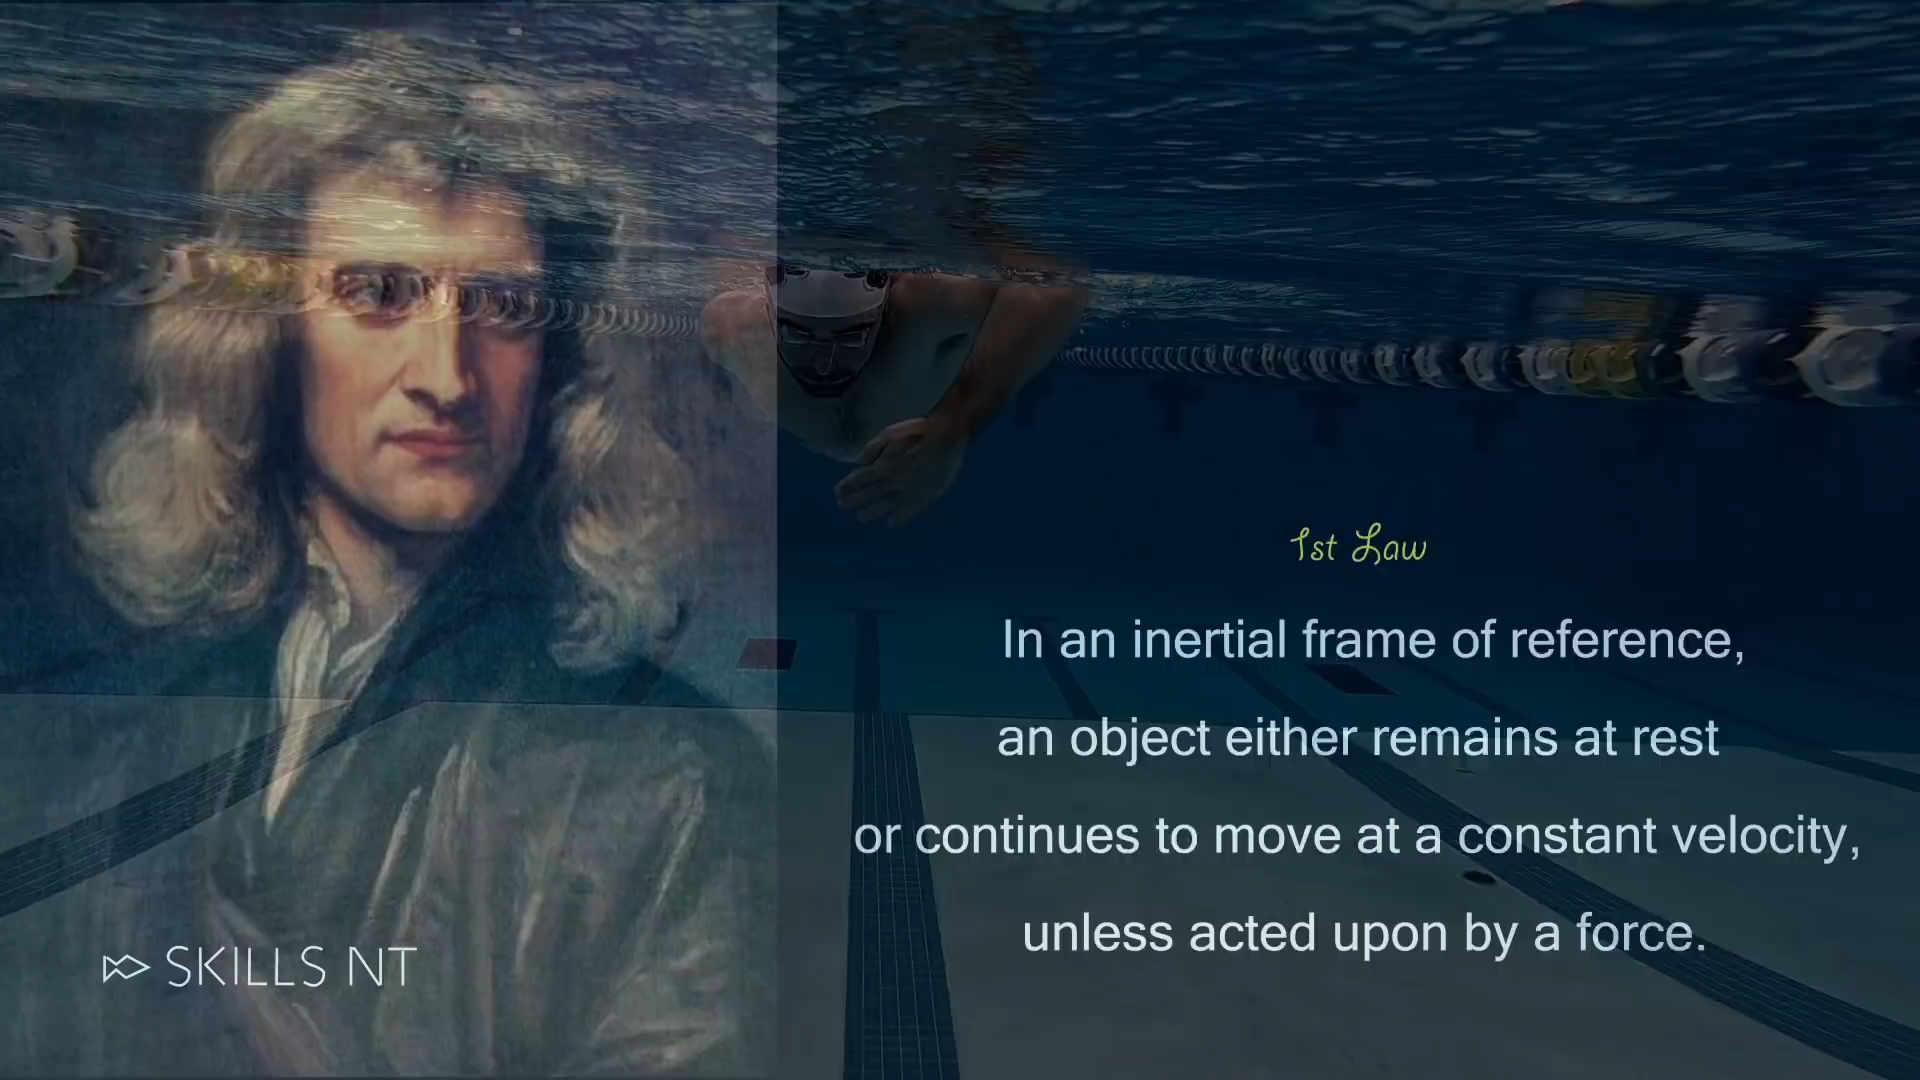 1st Law
In an inertial frame of reference,
an object either remains at rest
or continues to move at a constant velocity,
unless acted upon by a force.
SKILLS NT